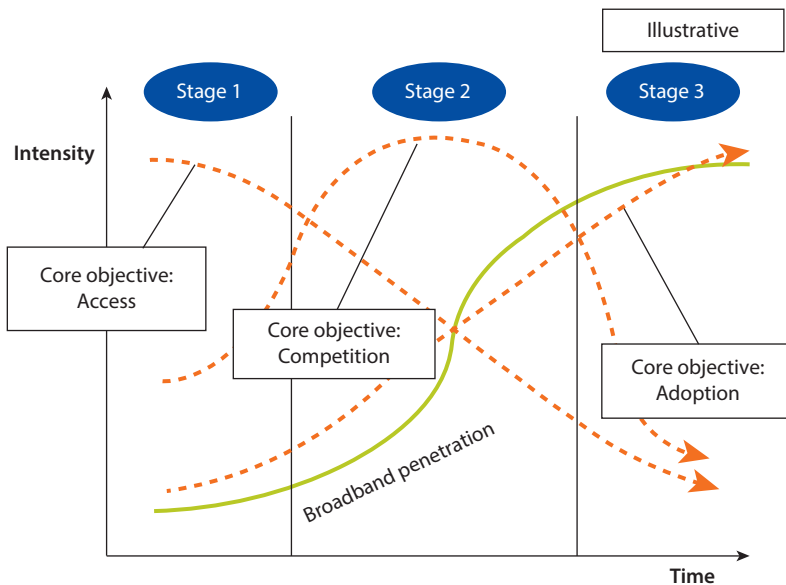 Illustrative
Stage 1
Stage 2
Stage 3
Intensity
Core objective:
Access
Core objective:
Competition
Core objective:
Adoption
Broadband penetration
Time